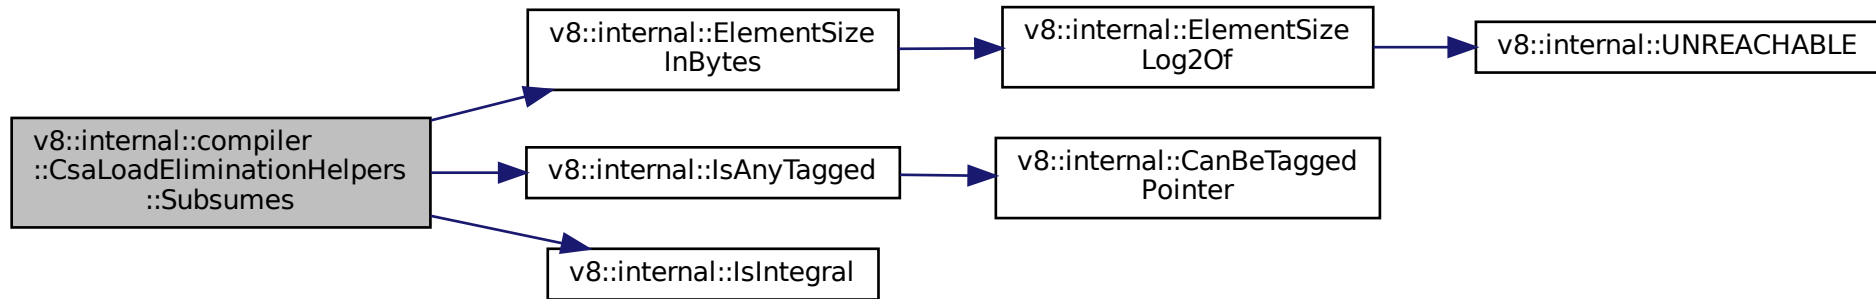 v8::internal::compiler
::CsaLoadEliminationHelpers
::Subsumes
v8::internal::ElementSize
InBytes
v8::internal::ElementSize
Log2Of
v8::internal::UNREACHABLE
v8::internal::IsAnyTagged
v8::internal::CanBeTagged
Pointer
v8::internal::IsIntegral